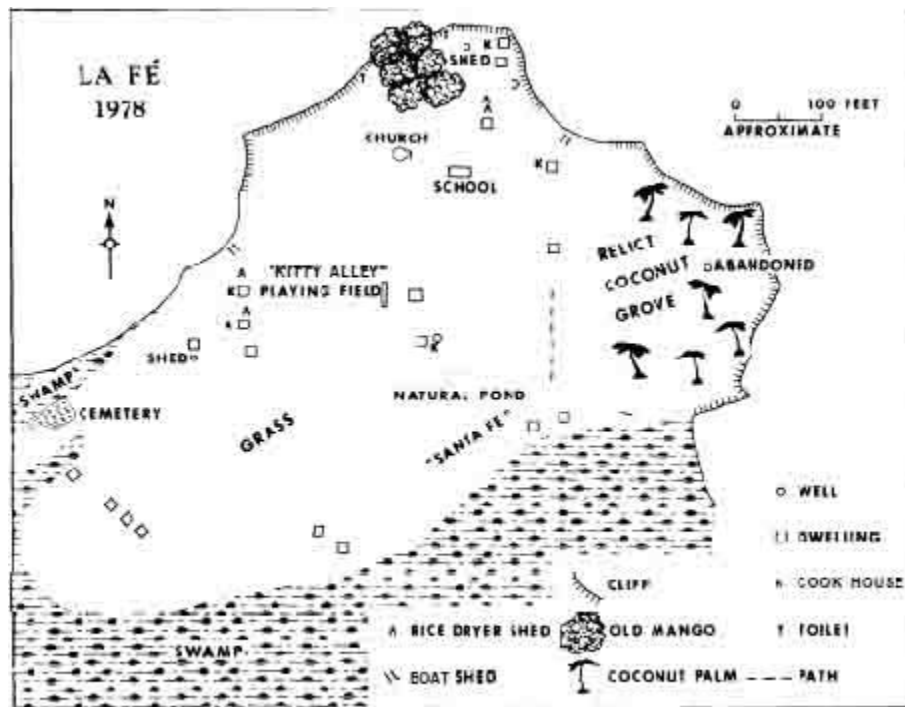 LA FÉ
1978
K
SHED
0 100 FEET
APPROXIMATE
CHURCH
K
SCHOOL
N
RELICT
COCONUT
GROVE
ABANDONED
"KITTY ALLEY"
K PLAYING FIELD
K
SHED
K
SWAMP
CEMETERY
NATURAL POND
GRASS
"SANTA FE"
WELL
DWELLING
CLIFF
K COOK HOUSE
RICE DRYER SHED
OLD MANGO
TOILET
SWAMP
BOAT SHED
COCONUT PALM
PATH